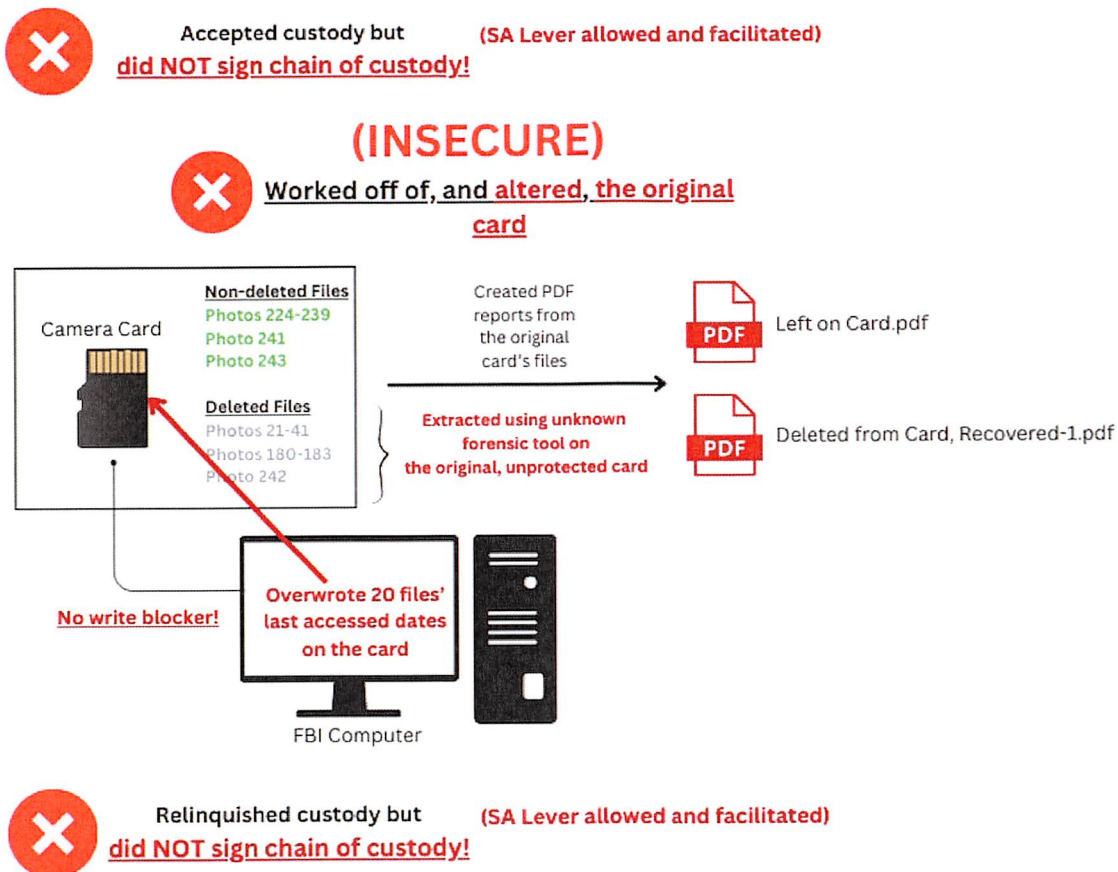 Accepted custody but (SA Lever allowed and facilitated)
did NOT sign chain of custody!
(INSECURE)
Worked off of, and altered, the original
card
Camera Card
Non-deleted Files
Photos 224-239
Photo 241
Photo 243
Deleted Files
Photos 21-41
Photos 180-183
Photo 242
Created PDF
reports from
the original
card's files
Extracted using unknown
forensic tool on
the original, unprotected card
PDF
Left on Card.pdf
PDF
Deleted from Card, Recovered-1.pdf
No write blocker!
Overwrote 20 files'
last accessed dates
on the card
FBI Computer
Relinquished custody but (SA Lever allowed and facilitated)
did NOT sign chain of custody!